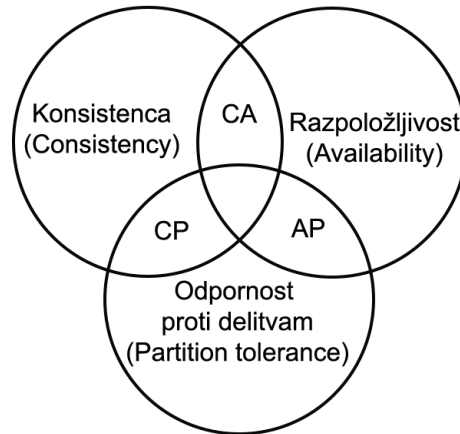 Konsistenca
(Consistency)
CA
Razpoložljivost
(Availability)
CP
AP
Odpornost
proti delitvam
(Partition tolerance)